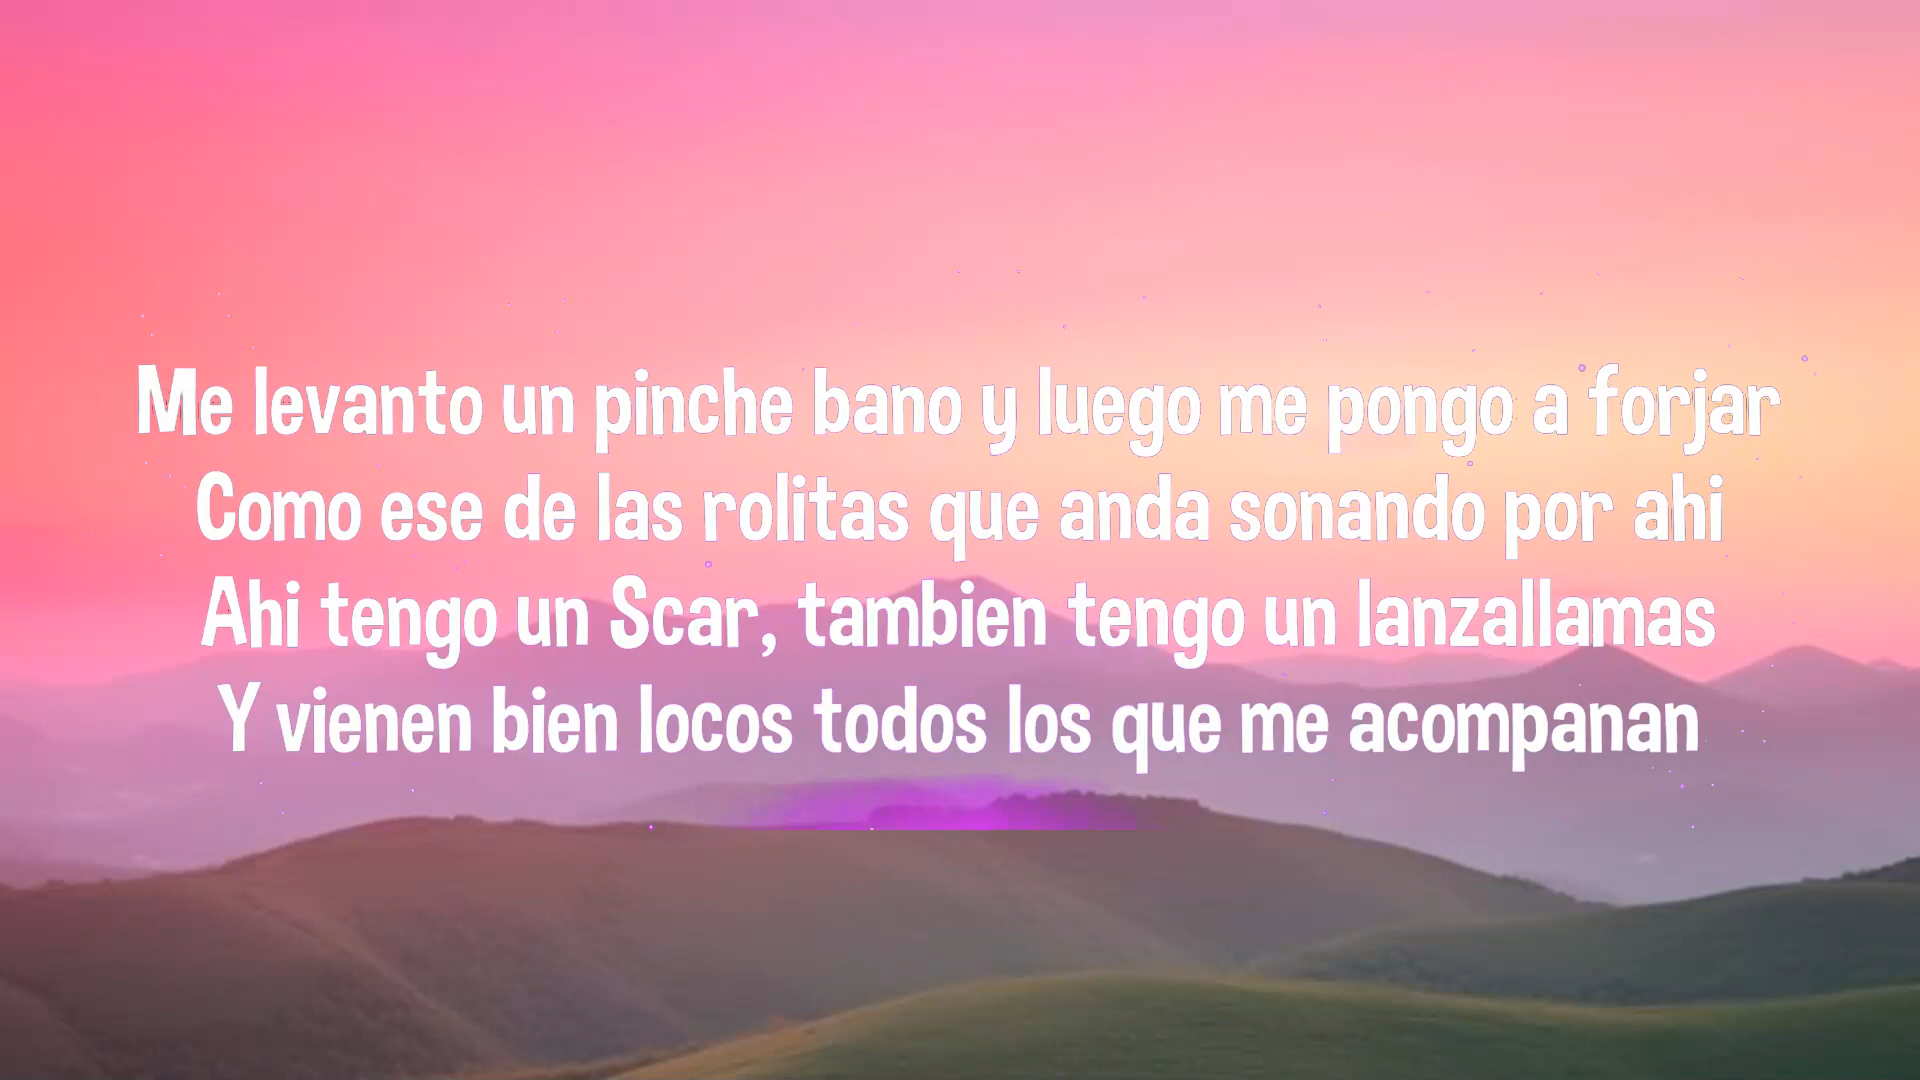 Me levanto un pinche bano y luego me pongo a forjar
Como ese de las rolitas que anda sonando por ahi
Ahi tengo un Scar, tambien tengo un lanzallamas
Y vienen bien locos todos los que me acompanan